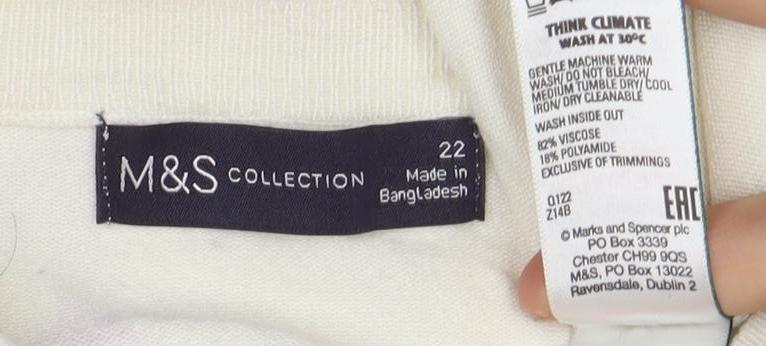 M&S COLLECTION
22
Made in
Bangladesh
THINK CLIMATE
WASH AT 30°C
GENTLE MACHINE WARM
WASH/DO NOT BLEACH/
MEDIUM TUMBLE DRY/COOL
IRON/DRY CLEANABLE
WASH INSIDE OUT
82% VISCOSE
18% POLYAMIDE
EXCLUSIVE OF TRIMMINGS
0122
Z14B
EAC
© Marks and Spencer plc
PO Box 3339
Chester CH99 9QS
M&S, PO Box 13022
Ravensdale, Dublin 2